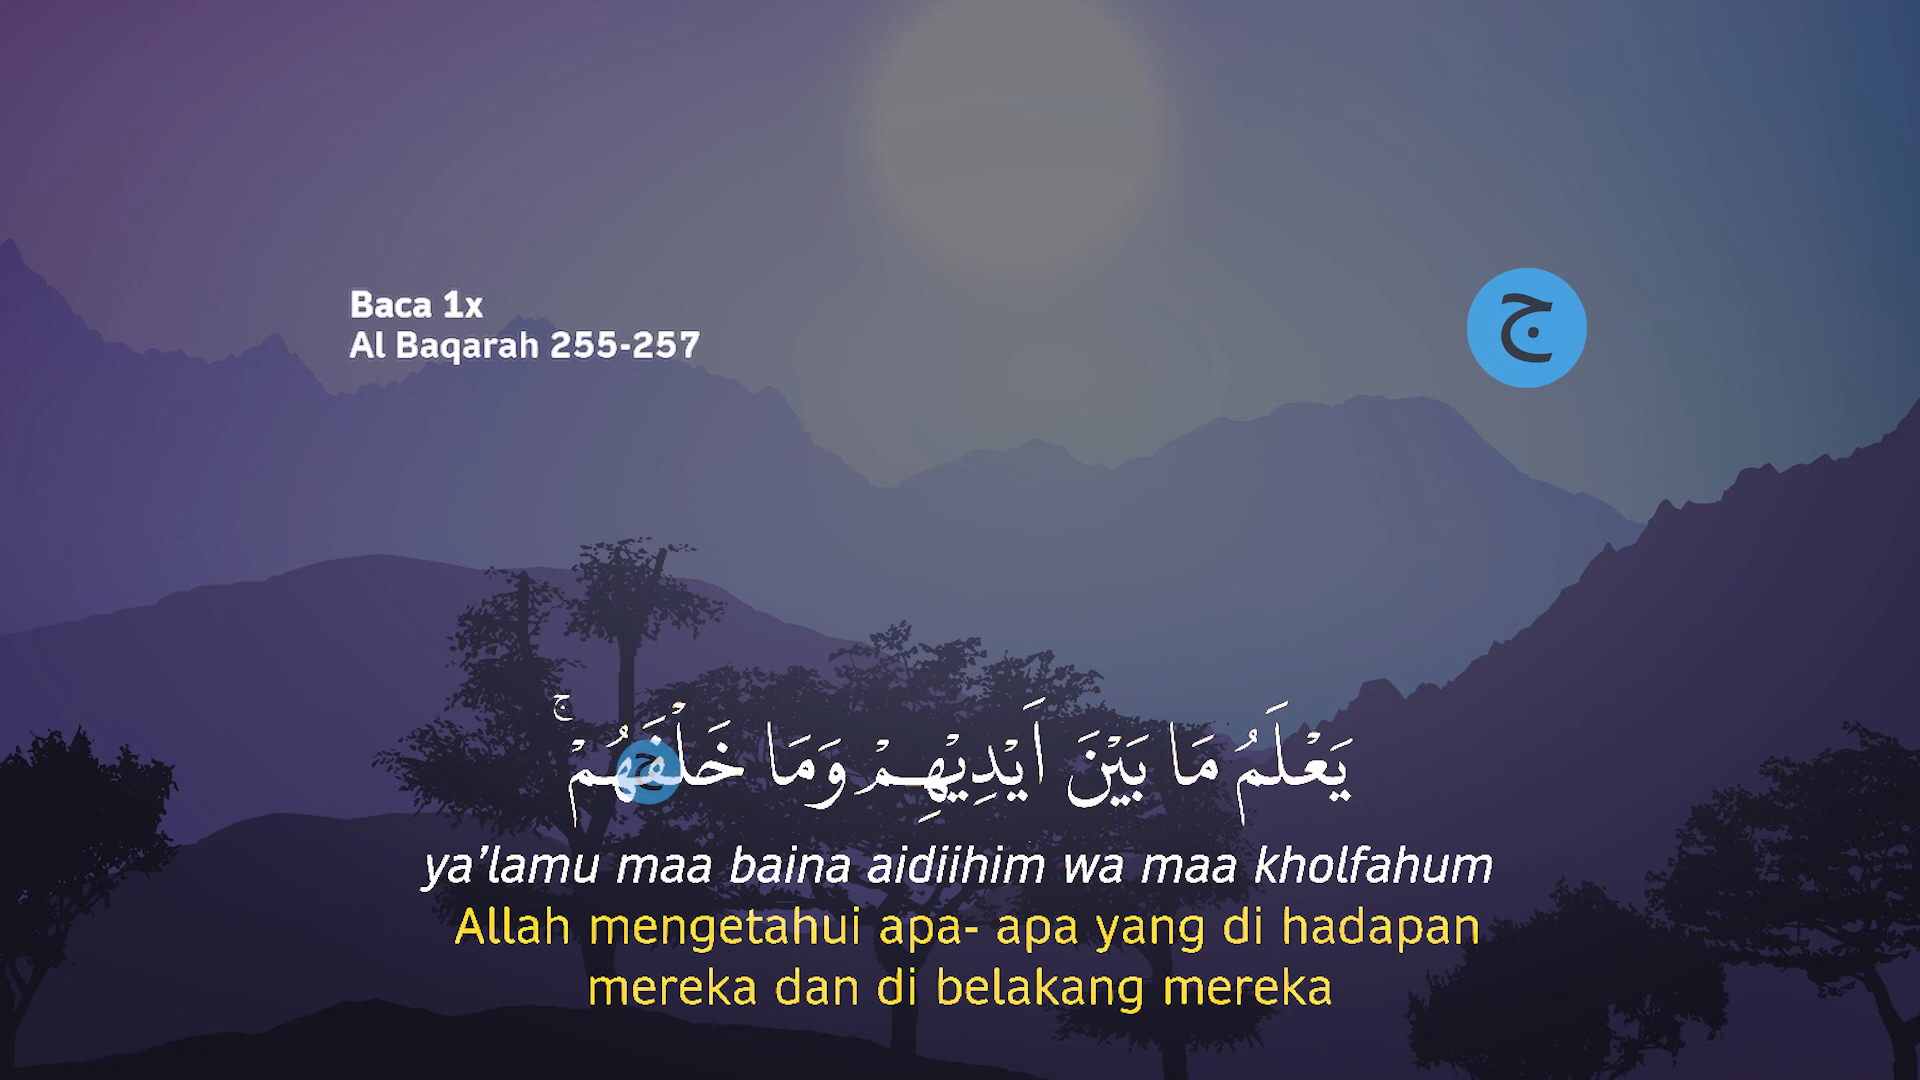 Baca 1x
Al Baqarah 255-257
ج
يَعْلَمُ مَا بَيْنَ اَيْدِيْهِمْ وَمَا خَلْفَهُمْۚ
ج
ya’lamu maa baina aidiihim wa maa kholfahum
Allah mengetahui apa- apa yang di hadapan
mereka dan di belakang mereka